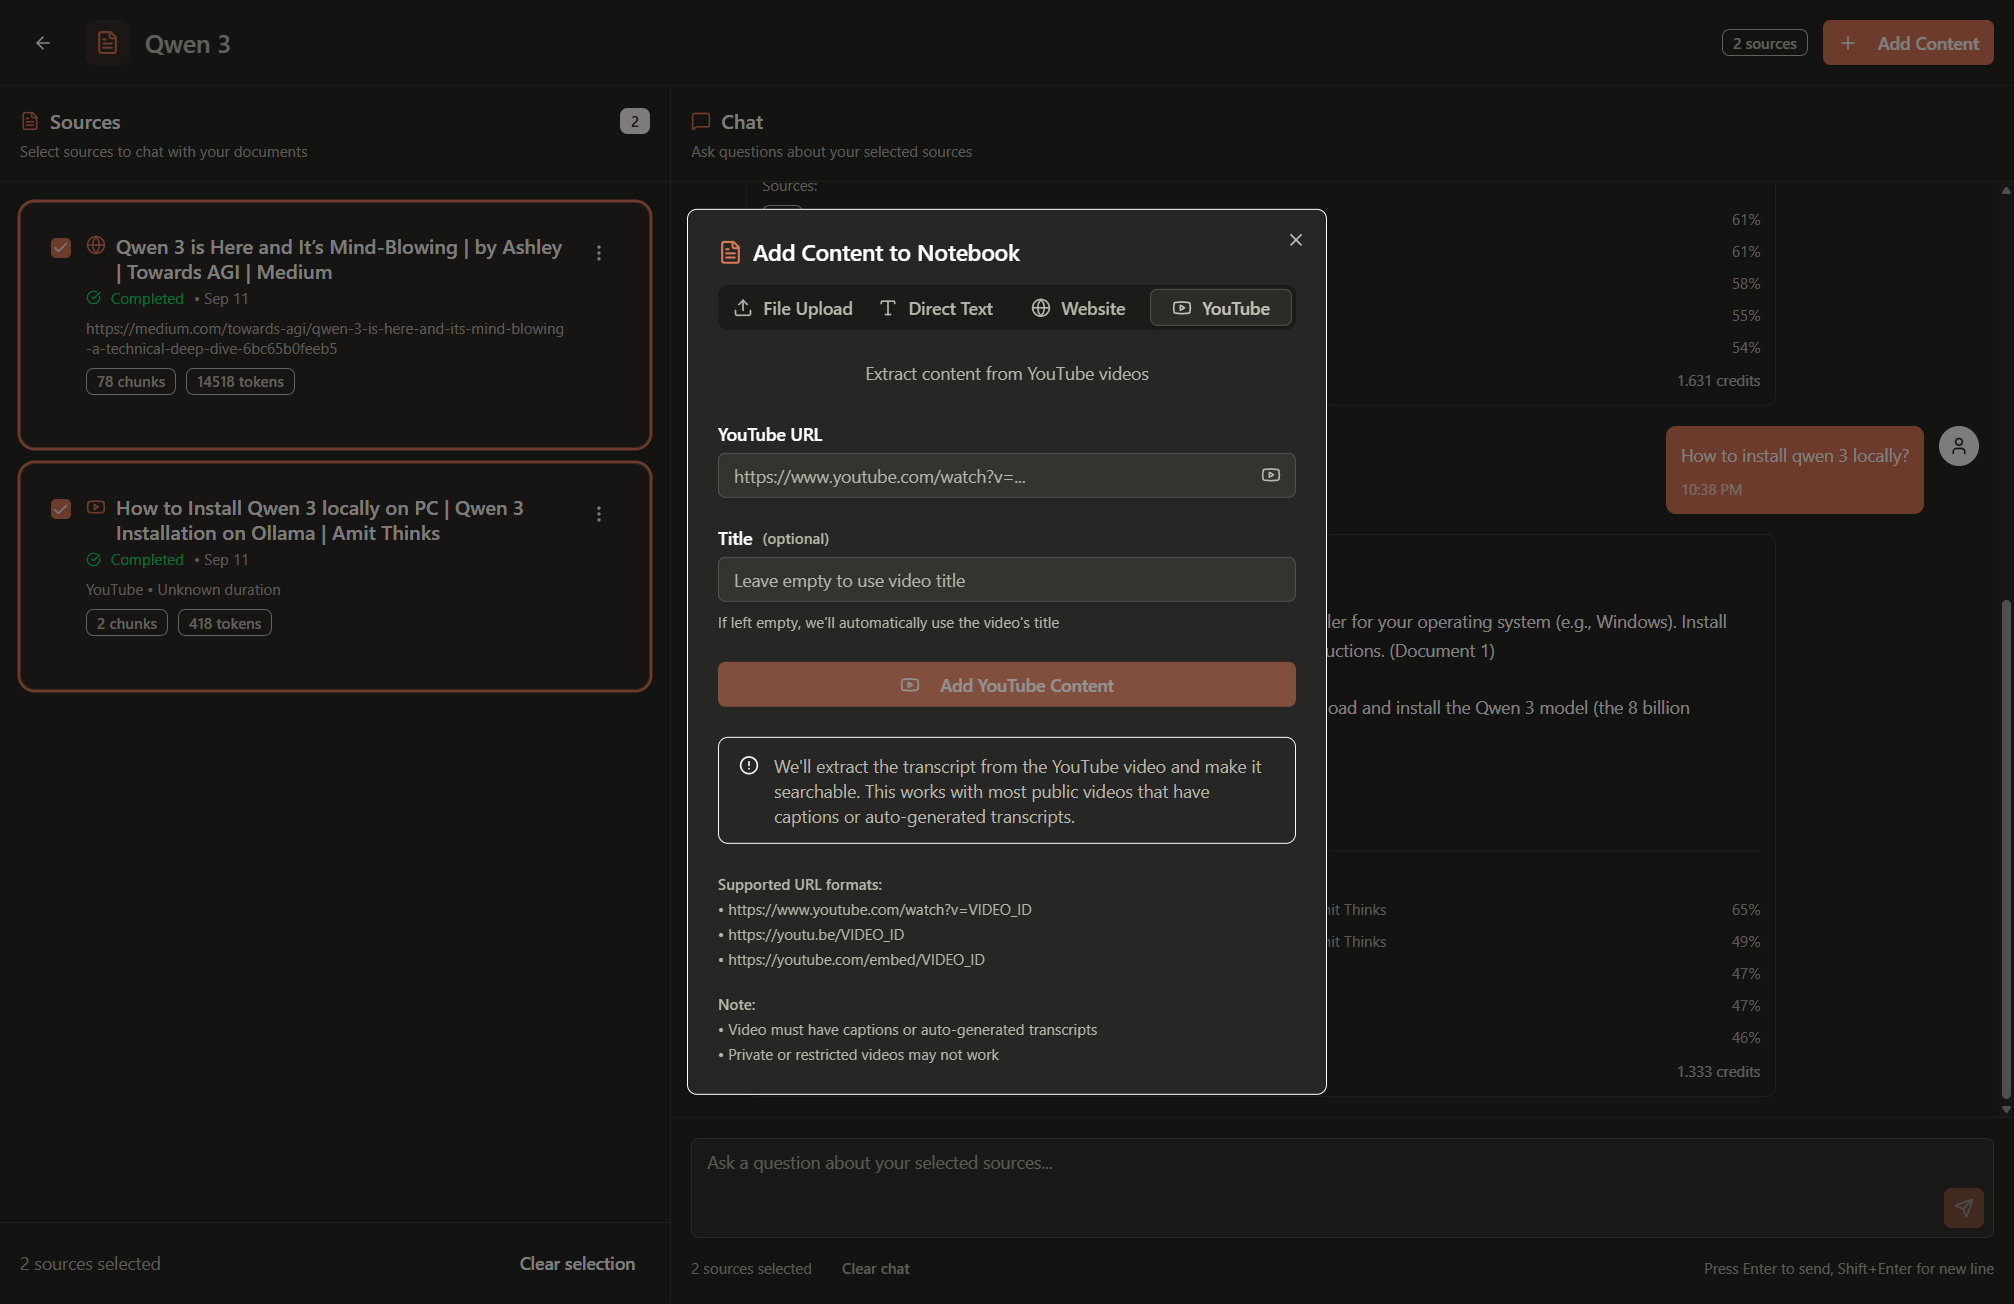 Qwen 3
2 sources
Add Content
Sources
2
Select sources to chat with your documents
Qwen 3 is Here and It’s Mind-Blowing | by Ashley
| Towards AGI | Medium
Completed • Sep 11
https://medium.com/towards-agi/qwen-3-is-here-and-its-mind-blowing
-a-technical-deep-dive-6bc65b0feeb5
78 chunks
14518 tokens
How to Install Qwen 3 locally on PC | Qwen 3
Installation on Ollama | Amit Thinks
Completed • Sep 11
YouTube • Unknown duration
2 chunks
418 tokens
2 sources selected
Clear selection
Chat
Ask questions about your selected sources
Sources:
61%
61%
58%
55%
54%
1.631 credits
How to install qwen 3 locally?
10:38 PM
ler for your operating system (e.g., Windows). Install
uctions. (Document 1)
oad and install the Qwen 3 model (the 8 billion
it Thinks
65%
it Thinks
49%
47%
47%
46%
1.333 credits
Add Content to Notebook
File Upload
Direct Text
Website
YouTube
Extract content from YouTube videos
YouTube URL
https://www.youtube.com/watch?v=...
Title (optional)
Leave empty to use video title
If left empty, we'll automatically use the video's title
Add YouTube Content
We'll extract the transcript from the YouTube video and make it
searchable. This works with most public videos that have
captions or auto-generated transcripts.
Supported URL formats:
• https://www.youtube.com/watch?v=VIDEO_ID
• https://youtu.be/VIDEO_ID
• https://youtube.com/embed/VIDEO_ID
Note:
• Video must have captions or auto-generated transcripts
• Private or restricted videos may not work
Ask a question about your selected sources...
2 sources selected
Clear chat
Press Enter to send, Shift+Enter for new line